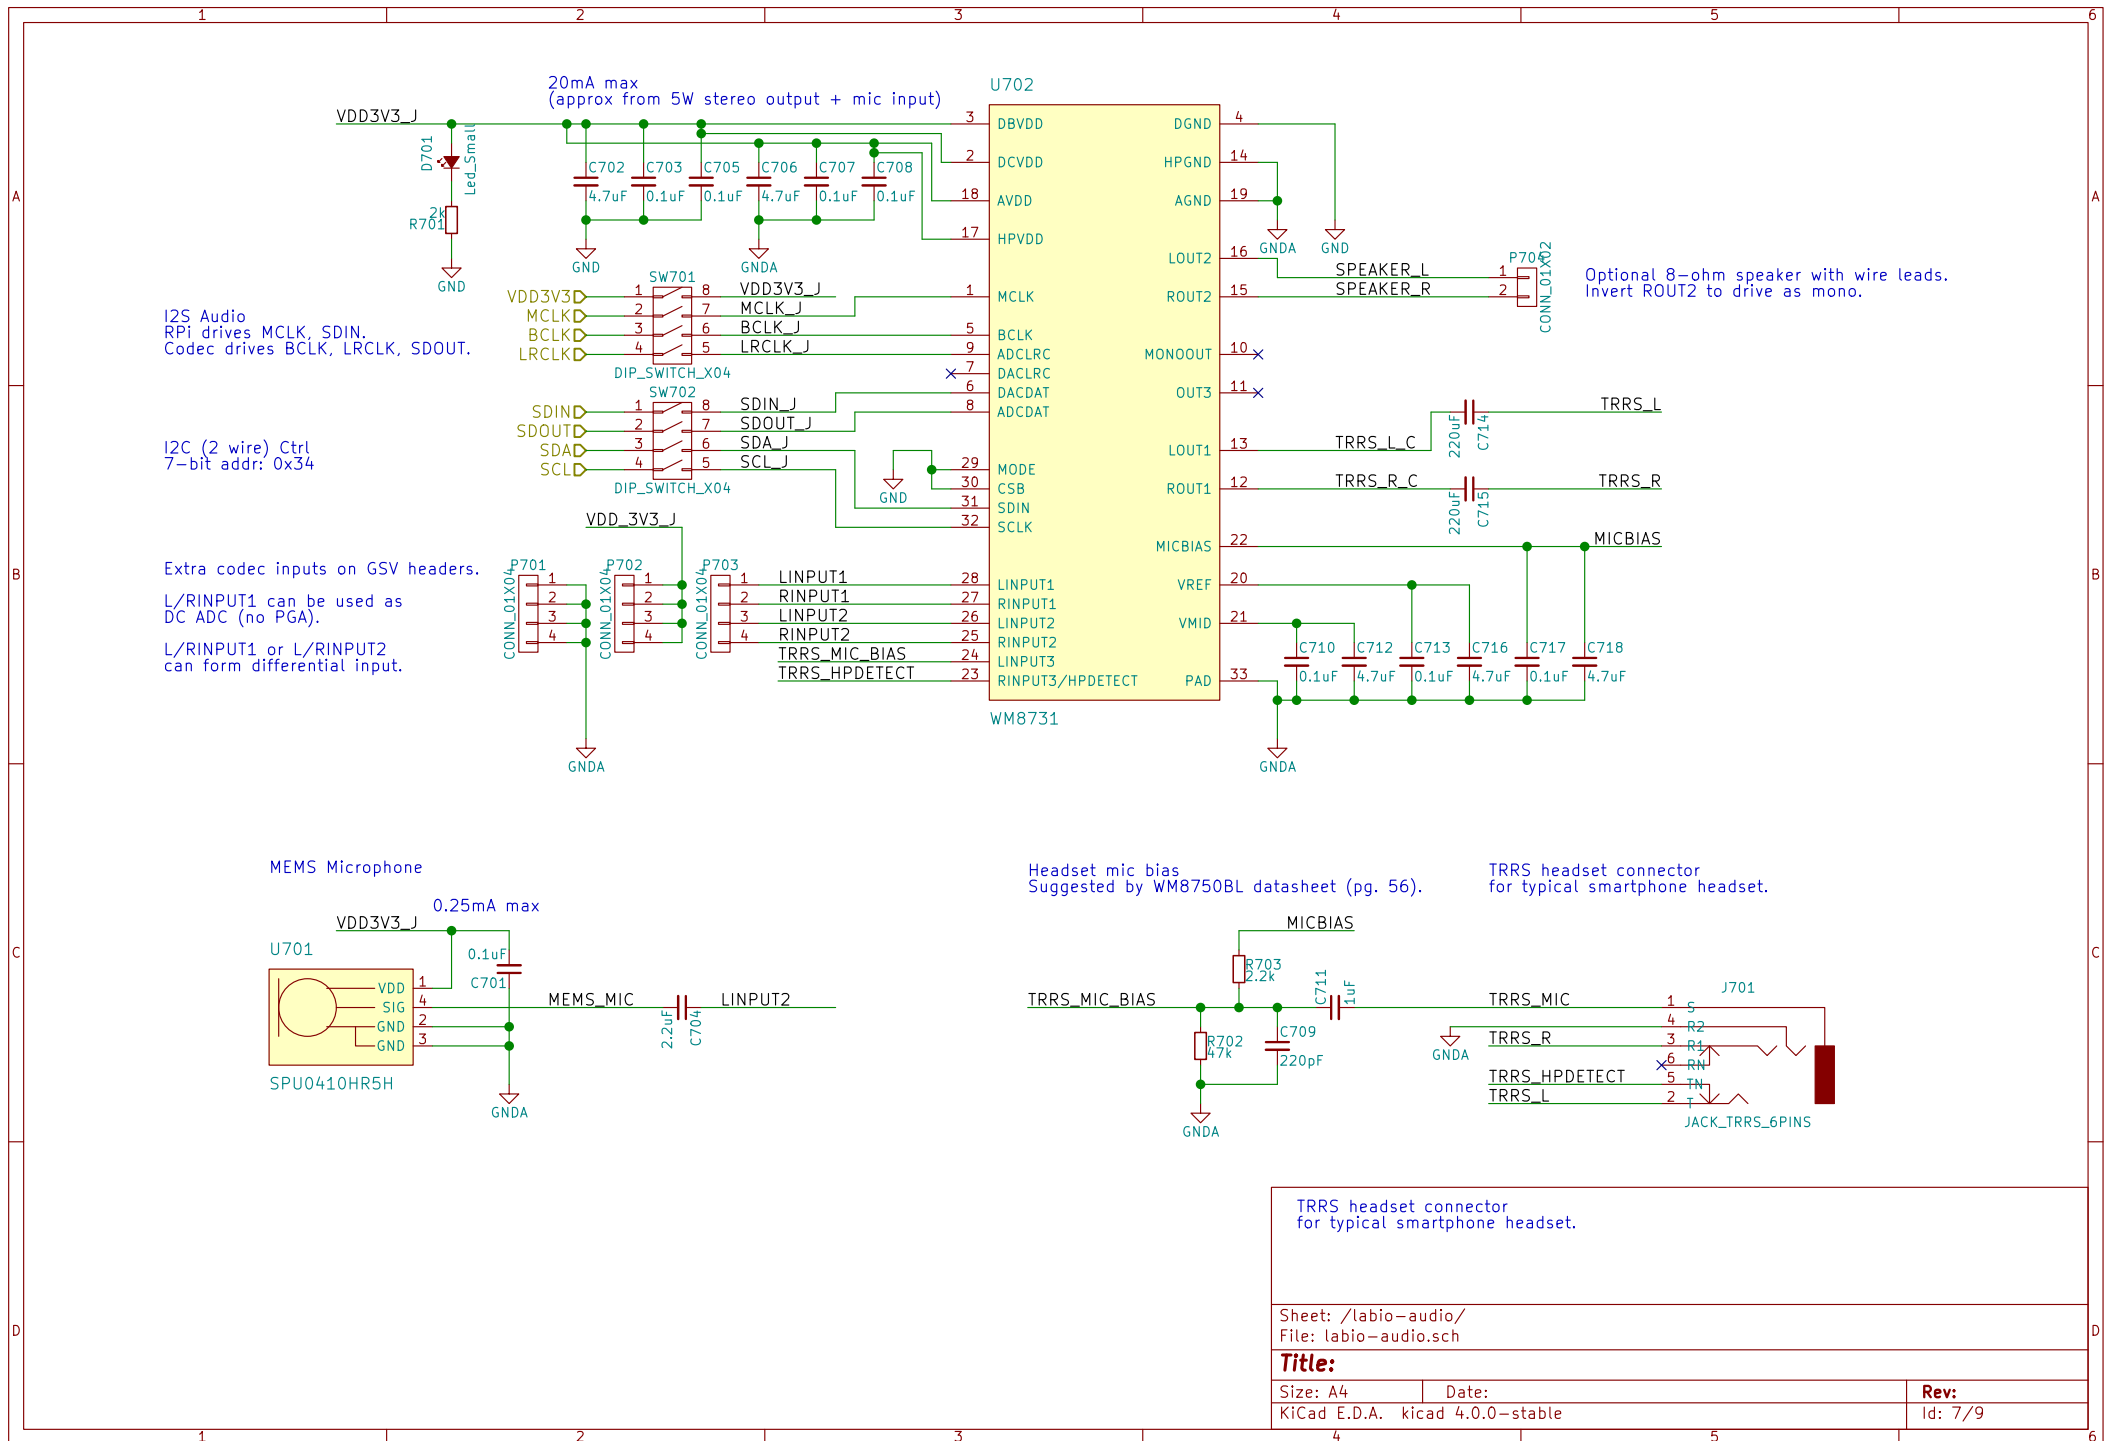 1 2 3 4 5 6
A
B
C
D
20mA max
(approx from 5W stereo output + mic input)
VDD3V3_J
D701
Led_Small
2k
R701
GND
C702
4.7uF
C703
0.1uF
C705
0.1uF
C706
4.7uF
C707
0.1uF
C708
0.1uF
GND
GNDA
U702
3 DBVDD
2 DCVDD
18 AVDD
17 HPVDD
1 MCLK
5 BCLK
9 ADCLRC
7 DACLRC
6 DACDAT
8 ADCDAT
29 MODE
30 CSB
31 SDIN
32 SCLK
28 LINPUT1
27 RINPUT1
26 LINPUT2
25 RINPUT2
24 LINPUT3
23 RINPUT3/HPDETECT
DGND 4
HPGND 14
AGND 19
LOUT2 16
ROUT2 15
MONOOUT 10
OUT3 11
LOUT1 13
ROUT1 12
MICBIAS 22
VREF 20
VMID 21
PAD 33
WM8731
GNDA
GND
SPEAKER_L
SPEAKER_R
P704
1
2
CONN_01X02
Optional 8-ohm speaker with wire leads.
Invert ROUT2 to drive as mono.
I2S Audio
RPi drives MCLK, SDIN.
Codec drives BCLK, LRCLK, SDOUT.
SW701
VDD3V3 1 8 VDD3V3_J
MCLK 2 7 MCLK_J
BCLK 3 6 BCLK_J
LRCLK 4 5 LRCLK_J
DIP_SWITCH_X04
SW702
SDIN 1 8 SDIN_J
SDOUT 2 7 SDOUT_J
SDA 3 6 SDA_J
SCL 4 5 SCL_J
DIP_SWITCH_X04
GND
I2C (2 wire) Ctrl
7-bit addr: 0x34
TRRS_L_C
220uF
C714
TRRS_L
TRRS_R_C
220uF
C715
TRRS_R
MICBIAS
VDD_3V3_J
Extra codec inputs on GSV headers.
L/RINPUT1 can be used as
DC ADC (no PGA).
L/RINPUT1 or L/RINPUT2
can form differential input.
P701
CONN_01X04
1
2
3
4
P702
CONN_01X04
1
2
3
4
P703
CONN_01X04
1 LINPUT1
2 RINPUT1
3 LINPUT2
4 RINPUT2
TRRS_MIC_BIAS
TRRS_HPDETECT
GNDA
C710
0.1uF
C712
4.7uF
C713
0.1uF
C716
4.7uF
C717
0.1uF
C718
4.7uF
GNDA
MEMS Microphone
0.25mA max
VDD3V3_J
U701
0.1uF
C701
VDD 1
SIG 4
GND 2
GND 3
SPU0410HR5H
MEMS_MIC
2.2uF
C704
LINPUT2
GNDA
Headset mic bias
Suggested by WM8750BL datasheet (pg. 56).
MICBIAS
R703
2.2k
TRRS_MIC_BIAS
C711
1uF
R702
47k
C709
220pF
GNDA
TRRS headset connector
for typical smartphone headset.
J701
TRRS_MIC 1 S
GNDA 4 R2
TRRS_R 3 R1
6 RN
TRRS_HPDETECT 5 TN
TRRS_L 2 T
JACK_TRRS_6PINS
TRRS headset connector
for typical smartphone headset.
Sheet: /labio-audio/
File: labio-audio.sch
Title:
Size: A4 Date: Rev:
KiCad E.D.A. kicad 4.0.0-stable Id: 7/9
A
B
C
D
1 2 3 4 5 6